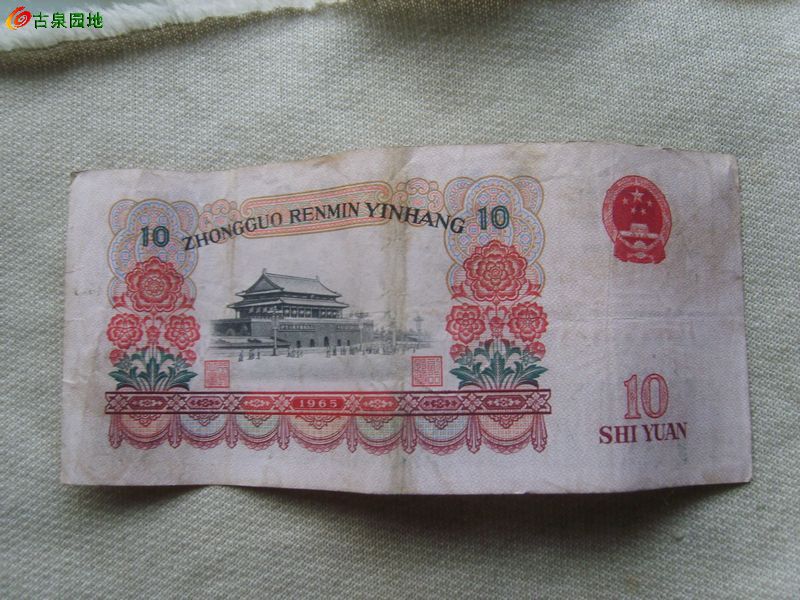 古泉园地
ZHONGGUO RENMIN YINHANG
10
10
1965
10
SHI YUAN